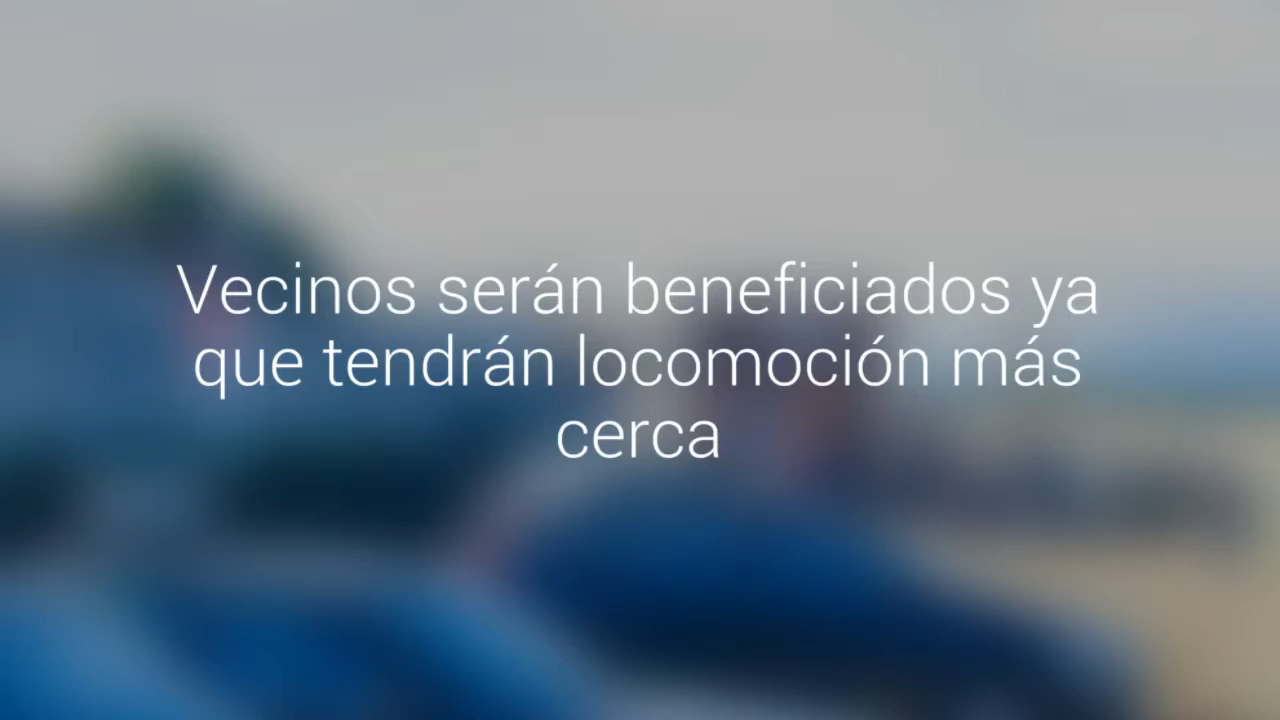 Vecinos serán beneficiados ya
que tendrán locomoción más
cerca